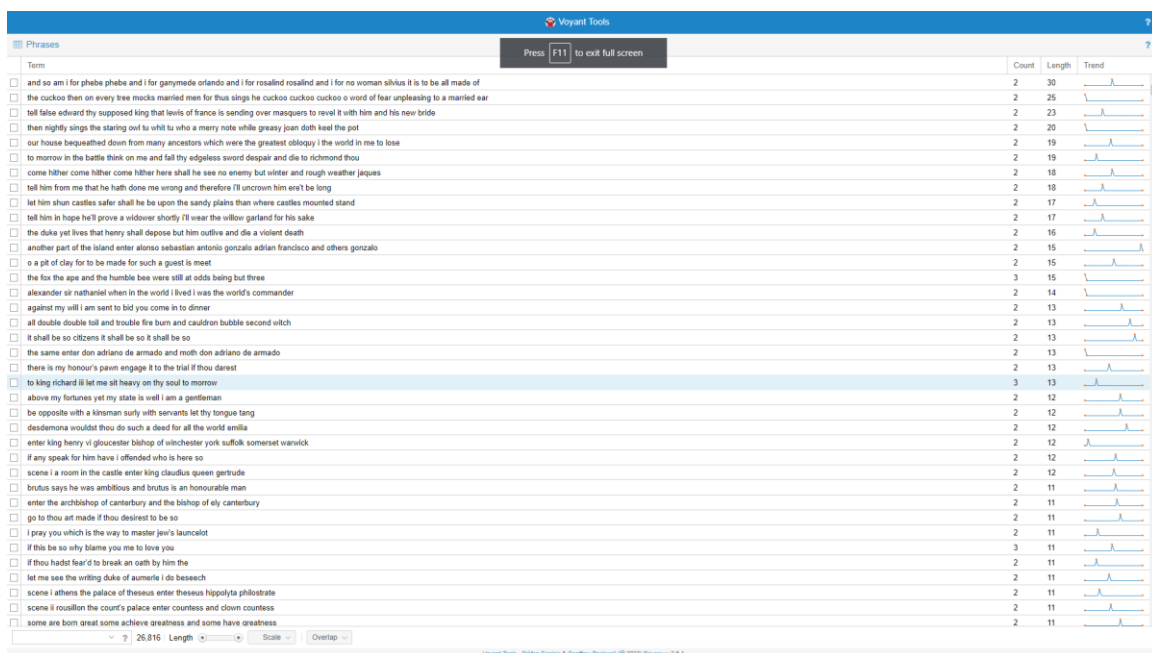 Voyant Tools
?
Phrases
?
Press F11 to exit full screen
Term Count Length Trend
and so am i for phebe phebe and i for ganymede orlando and i for rosalind rosalind and i for no woman silvius it is to be all made of 2 30
the cuckoo then on every tree mocks married men for thus sings he cuckoo cuckoo cuckoo o word of fear unpleasing to a married ear 2 25
tell false edward thy supposed king that lewis of france is sending over masquers to revel it with him and his new bride 2 23
then nightly sings the staring owl tu whit tu who a merry note while greasy joan doth keel the pot 2 20
our house bequeathed down from many ancestors which were the greatest obloquy i the world in me to lose 2 19
to morrow in the battle think on me and fall thy edgeless sword despair and die to richmond thou 2 19
come hither come hither come hither here shall he see no enemy but winter and rough weather jaques 2 18
tell him from me that he hath done me wrong and therefore i'll uncrown him ere't be long 2 18
let him shun castles safer shall he be upon the sandy plains than where castles mounted stand 2 17
tell him in hope he'll prove a widower shortly i'll wear the willow garland for his sake 2 17
the duke yet lives that henry shall depose but him outlive and die a violent death 2 16
another part of the island enter alonso sebastian antonio gonzalo adrian francisco and others gonzalo 2 15
o a pit of clay for to be made for such a guest is meet 2 15
the fox the ape and the humble bee were still at odds being but three 3 15
alexander sir nathaniel when in the world i lived i was the world's commander 2 14
against my will i am sent to bid you come in to dinner 2 13
all double double toil and trouble fire burn and cauldron bubble second witch 2 13
it shall be so citizens it shall be so it shall be so 2 13
the same enter don adriano de armado and moth don adriano de armado 2 13
there is my honour's pawn engage it to the trial if thou darest 2 13
to king richard iii let me sit heavy on thy soul to morrow 3 13
above my fortunes yet my state is well i am a gentleman 2 12
be opposite with a kinsman surly with servants let thy tongue tang 2 12
desdemona wouldst thou do such a deed for all the world emilia 2 12
enter king henry vi gloucester bishop of winchester york suffolk somerset warwick 2 12
if any speak for him have i offended who is here so 2 12
scene i a room in the castle enter king claudius queen gertrude 2 12
brutus says he was ambitious and brutus is an honourable man 2 11
enter the archbishop of canterbury and the bishop of ely canterbury 2 11
go to thou art made if thou desirest to be so 2 11
i pray you which is the way to master jew's launcelot 2 11
if this be so why blame you me to love you 3 11
if thou hadst fear'd to break an oath by him the 2 11
let me see the writing duke of aumerle i do beseech 2 11
scene i athens the palace of theseus enter theseus hippolyta philostrate 2 11
scene ii rousillon the count's palace enter countess and clown countess 2 11
some are born great some achieve greatness and some have greatness 2 11
? 26.816 Length Scale Overlap